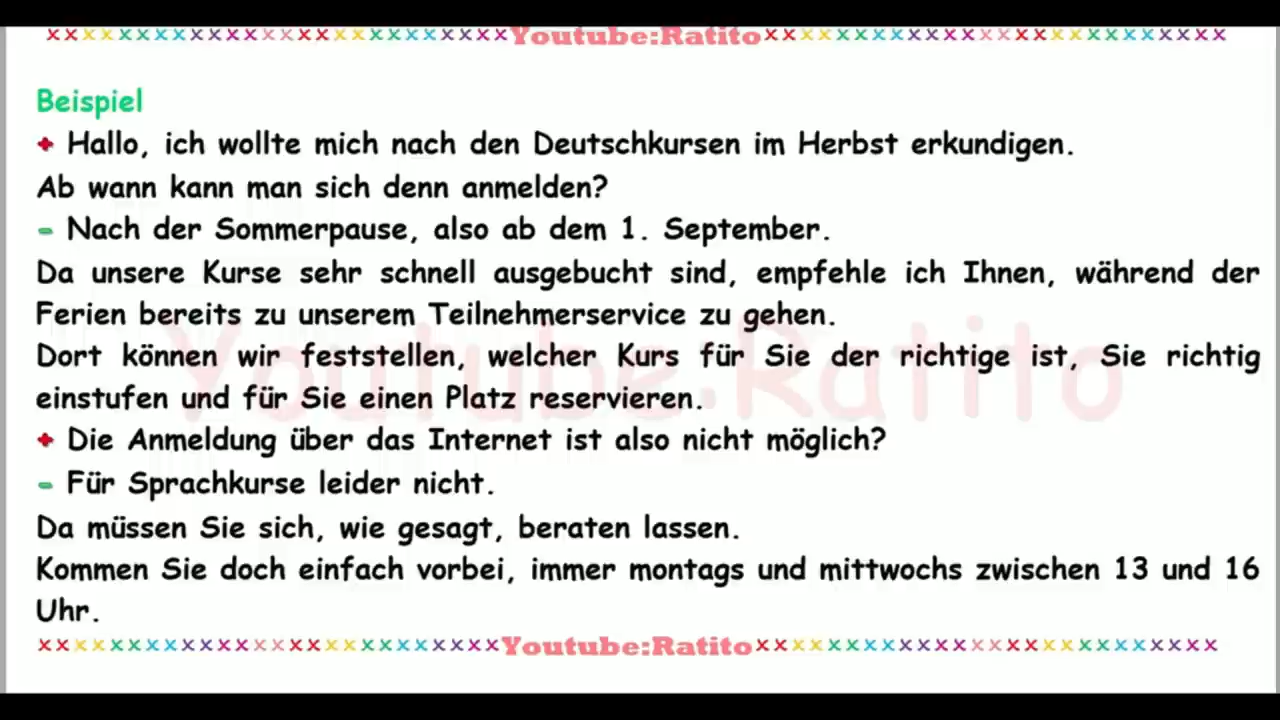 xxxxxxxxxxxxxxxxxxxxxxxxxxYoutube:Ratitoxxxxxxxxxxxxxxxxxxxxxxxxxx
Beispiel
+ Hallo, ich wollte mich nach den Deutschkursen im Herbst erkundigen.
Ab wann kann man sich denn anmelden?
- Nach der Sommerpause, also ab dem 1. September.
Da unsere Kurse sehr schnell ausgebucht sind, empfehle ich Ihnen, während der
Ferien bereits zu unserem Teilnehmerservice zu gehen.
Dort können wir feststellen, welcher Kurs für Sie der richtige ist, Sie richtig
einstufen und für Sie einen Platz reservieren.
Youtube:Ratito
+ Die Anmeldung über das Internet ist also nicht möglich?
- Für Sprachkurse leider nicht.
Da müssen Sie sich, wie gesagt, beraten lassen.
Kommen Sie doch einfach vorbei, immer montags und mittwochs zwischen 13 und 16
Uhr.
xxxxxxxxxxxxxxxxxxxxxxxxxxYoutube:Ratitoxxxxxxxxxxxxxxxxxxxxxxxxxx